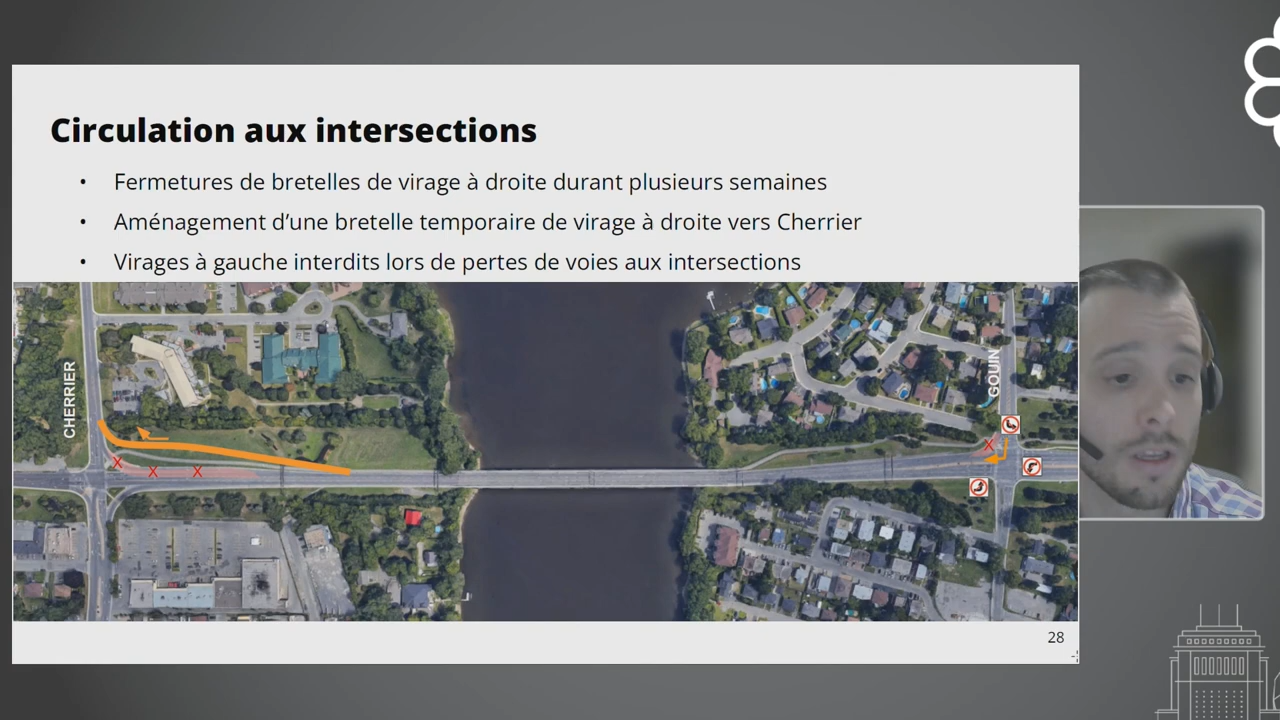 Circulation aux intersections
• Fermetures de bretelles de virage à droite durant plusieurs semaines
• Aménagement d’une bretelle temporaire de virage à droite vers Cherrier
• Virages à gauche interdits lors de pertes de voies aux intersections
CHERRIER
GOUIN
X
X X X
28